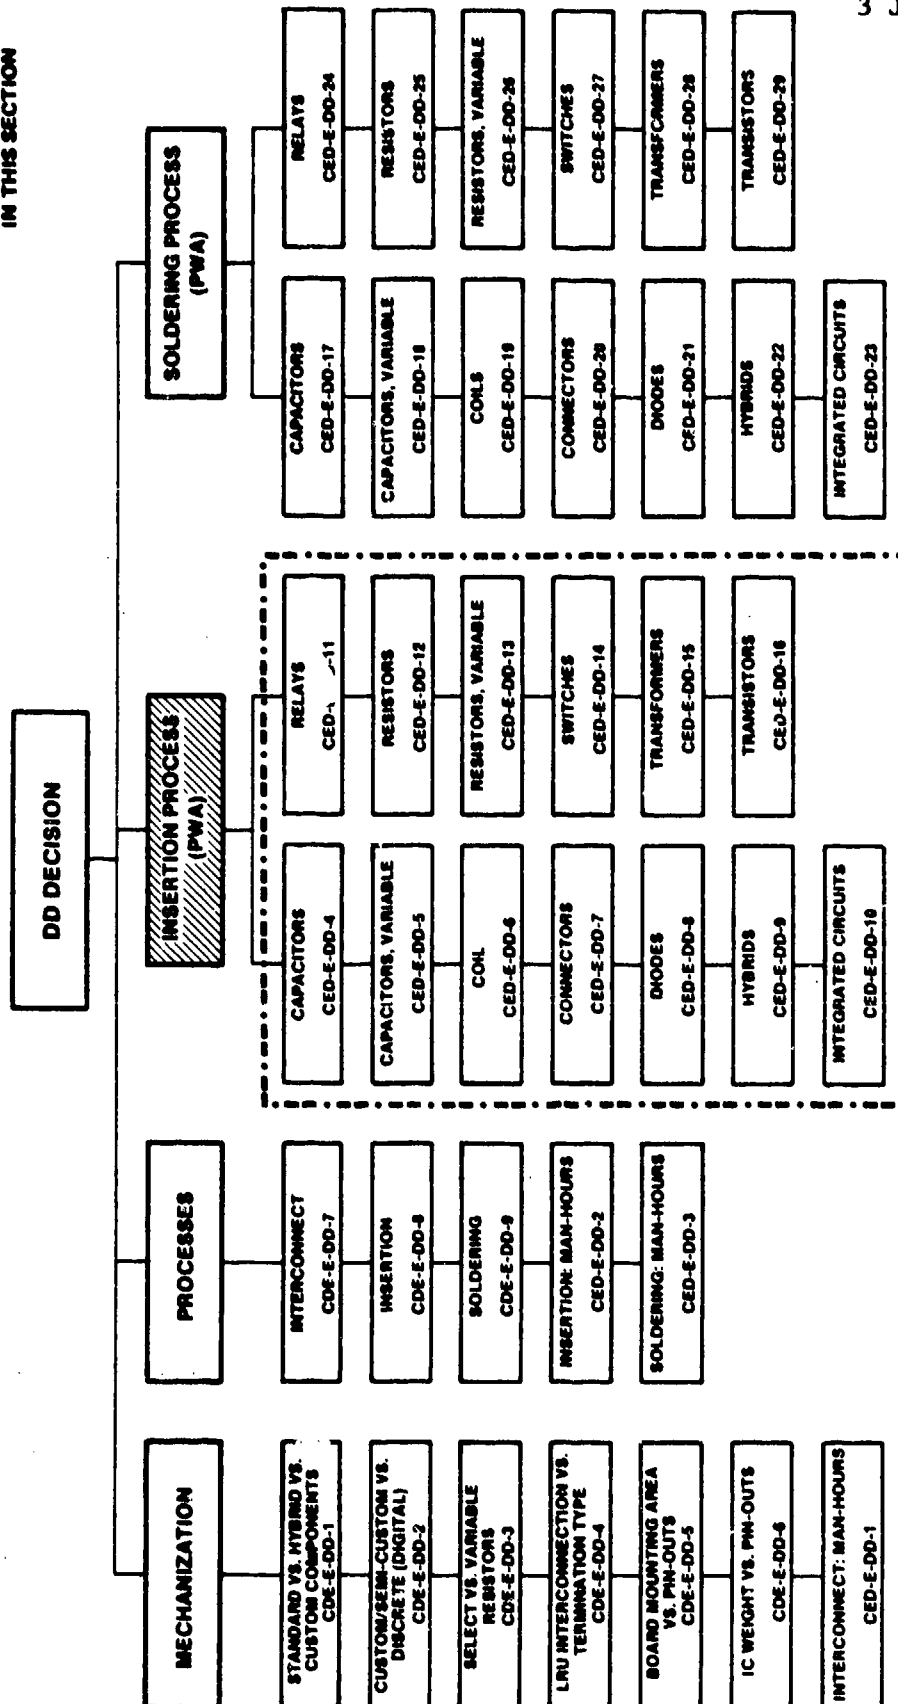 IN THIS SECTION
3 J
DD DECISION
MECHANIZATION
STANDARD VS. HYBRID VS.
CUSTOM COMPONENTS
CDE-E-DD-1
CUSTOM/SEMI-CUSTOM VS.
DISCRETE (DIGITAL)
CDE-E-DD-2
SELECT VS. VARIABLE
RESISTORS
CDE-E-DD-3
LRU INTERCONNECTION VS.
TERMINATION TYPE
CDE-E-DD-4
BOARD MOUNTING AREA
VS. PIN-OUTS
CDE-E-DD-5
IC WEIGHT VS. PIN-OUTS
CDE-E-DD-6
INTERCONNECT: MAN-HOURS
CED-E-DD-1
PROCESSES
INTERCONNECT
CDE-E-DD-7
INSERTION
CDE-E-DD-8
SOLDERING
CDE-E-DD-9
INSERTION: MAN-HOURS
CED-E-DD-2
SOLDERING: MAN-HOURS
CED-E-DD-3
INSERTION PROCESS
(PWA)
CAPACITORS
CED-E-DD-4
CAPACITORS, VARIABLE
CED-E-DD-5
COIL
CED-E-DD-6
CONNECTORS
CED-E-DD-7
DIODES
CED-E-DD-8
HYBRIDS
CED-E-DD-9
INTEGRATED CIRCUITS
CED-E-DD-10
RELAYS
CED- -11
RESISTORS
CED-E-DD-12
RESISTORS, VARIABLE
CED-E-DD-13
SWITCHES
CED-E-DD-14
TRANSFORMERS
CED-E-DD-15
TRANSISTORS
CED-E-DD-16
SOLDERING PROCESS
(PWA)
CAPACITORS
CED-E-DD-17
CAPACITORS, VARIABLE
CED-E-DD-18
COILS
CED-E-DD-19
CONNECTORS
CED-E-DD-20
DIODES
CED-E-DD-21
HYBRIDS
CED-E-DD-22
INTEGRATED CIRCUITS
CED-E-DD-23
RELAYS
CED-E-DD-24
RESISTORS
CED-E-DD-25
RESISTORS, VARIABLE
CED-E-DD-26
SWITCHES
CED-E-DD-27
TRANSFORMERS
CED-E-DD-28
TRANSISTORS
CED-E-DD-29